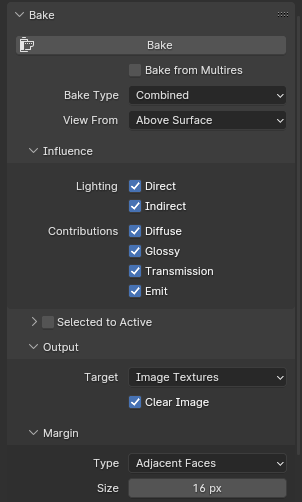 Bake
Bake
Bake from Multires
Bake Type Combined
View From Above Surface
Influence
Lighting Direct
Indirect
Contributions Diffuse
Glossy
Transmission
Emit
Selected to Active
Output
Target Image Textures
Clear Image
Margin
Type Adjacent Faces
Size 16 px